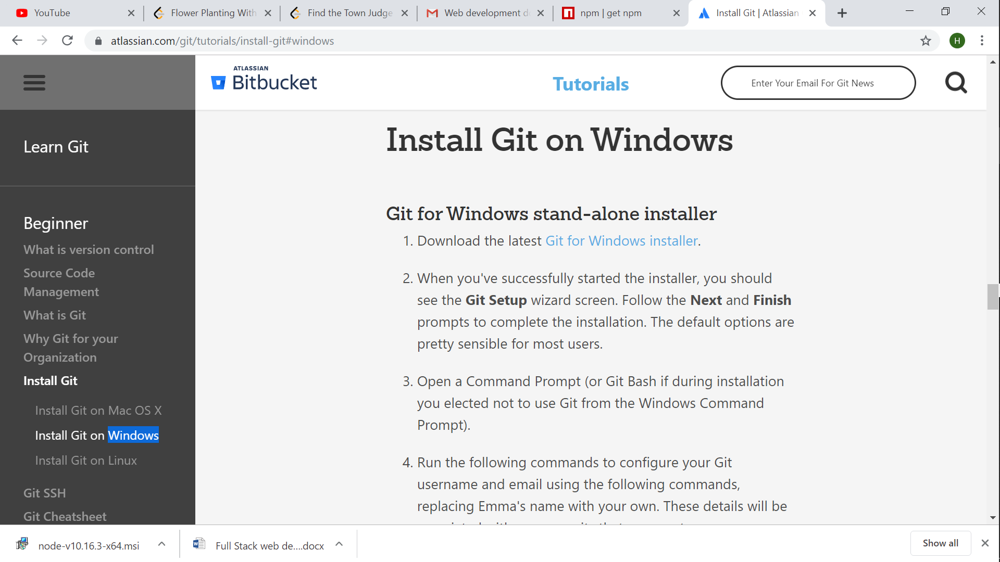 YouTube
Flower Planting With
Find the Town Judge
Web development d
npm | get npm
Install Git | Atlassian
atlassian.com/git/tutorials/install-git#windows
H
ATLASSIAN
Bitbucket
Tutorials
Enter Your Email For Git News
Learn Git
Beginner
What is version control
Source Code
Management
What is Git
Why Git for your
Organization
Install Git
Install Git on Mac OS X
Install Git on Windows
Install Git on Linux
Git SSH
Git Cheatsheet
Install Git on Windows
Git for Windows stand-alone installer
1. Download the latest Git for Windows installer.
2. When you've successfully started the installer, you should
see the Git Setup wizard screen. Follow the Next and Finish
prompts to complete the installation. The default options are
pretty sensible for most users.
3. Open a Command Prompt (or Git Bash if during installation
you elected not to use Git from the Windows Command
Prompt).
4. Run the following commands to configure your Git
username and email using the following commands,
replacing Emma's name with your own. These details will be
node-v10.16.3-x64.msi
Full Stack web de....docx
Show all